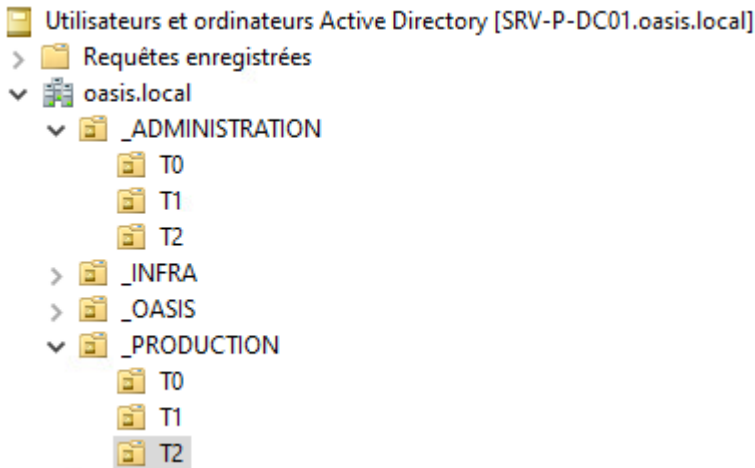 Utilisateurs et ordinateurs Active Directory [SRV-P-DC01.oasis.local]
Requêtes enregistrées
oasis.local
_ADMINISTRATION
T0
T1
T2
_INFRA
_OASIS
_PRODUCTION
T0
T1
T2